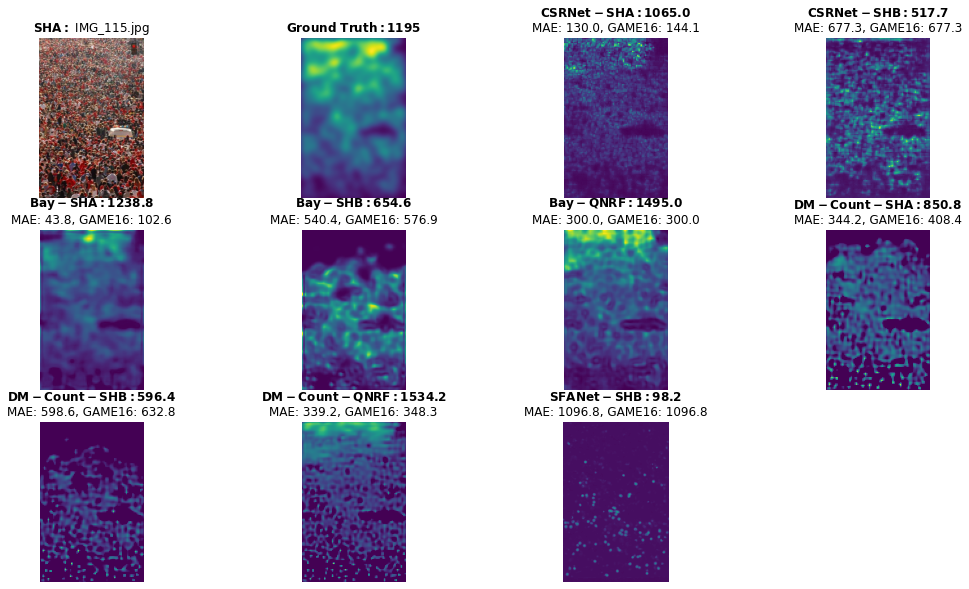 SHA: IMG_115.jpg
Ground Truth:1195
CSRNet-SHA:1065.0
MAE: 130.0, GAME16: 144.1
CSRNet-SHB:517.7
MAE: 677.3, GAME16: 677.3
Bay-SHA:1238.8
MAE: 43.8, GAME16: 102.6
Bay-SHB:654.6
MAE: 540.4, GAME16: 576.9
Bay-QNRF:1495.0
MAE: 300.0, GAME16: 300.0
DM-Count-SHA:850.8
MAE: 344.2, GAME16: 408.4
DM-Count-SHB:596.4
MAE: 598.6, GAME16: 632.8
DM-Count-QNRF:1534.2
MAE: 339.2, GAME16: 348.3
SFANet-SHB:98.2
MAE: 1096.8, GAME16: 1096.8